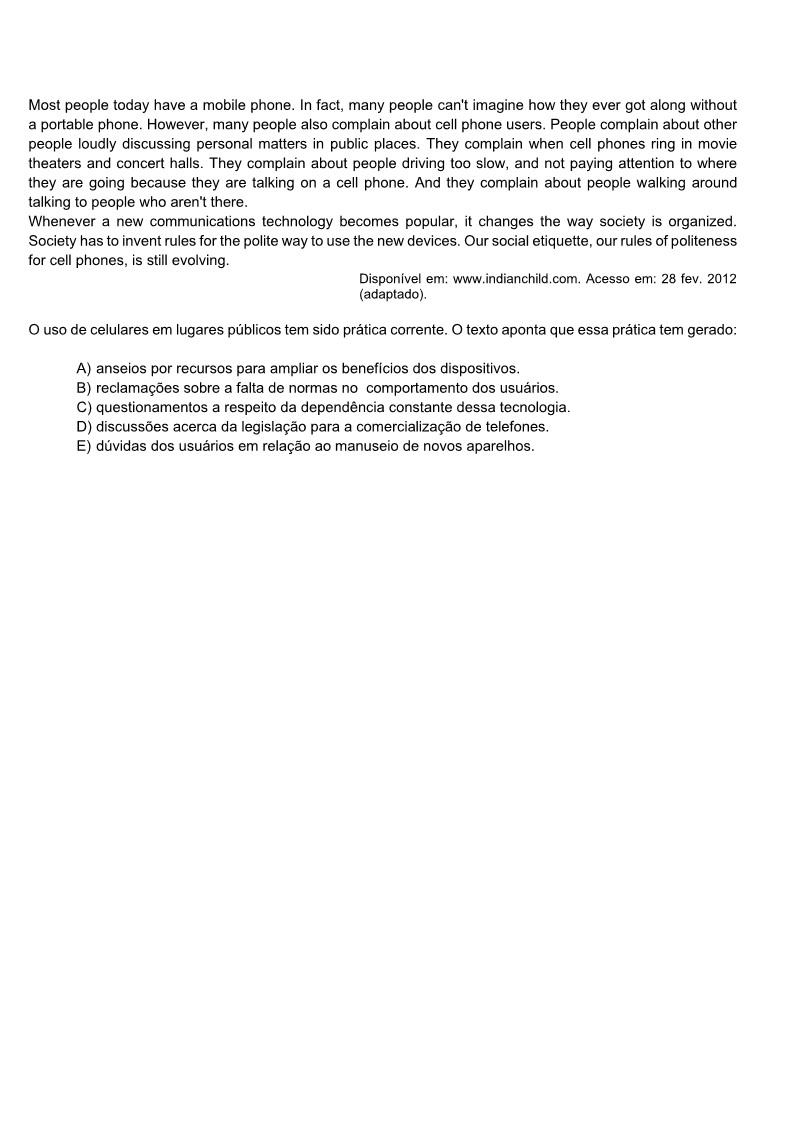 Most people today have a mobile phone. In fact, many people can't imagine how they ever got along without
a portable phone. However, many people also complain about cell phone users. People complain about other
people loudly discussing personal matters in public places. They complain when cell phones ring in movie
theaters and concert halls. They complain about people driving too slow, and not paying attention to where
they are going because they are talking on a cell phone. And they complain about people walking around
talking to people who aren't there.
Whenever a new communications technology becomes popular, it changes the way society is organized.
Society has to invent rules for the polite way to use the new devices. Our social etiquette, our rules of politeness
for cell phones, is still evolving.
Disponível em: www.indianchild.com. Acesso em: 28 fev. 2012
(adaptado).
O uso de celulares em lugares públicos tem sido prática corrente. O texto aponta que essa prática tem gerado:
A) anseios por recursos para ampliar os benefícios dos dispositivos.
B) reclamações sobre a falta de normas no  comportamento dos usuários.
C) questionamentos a respeito da dependência constante dessa tecnologia.
D) discussões acerca da legislação para a comercialização de telefones.
E) dúvidas dos usuários em relação ao manuseio de novos aparelhos.